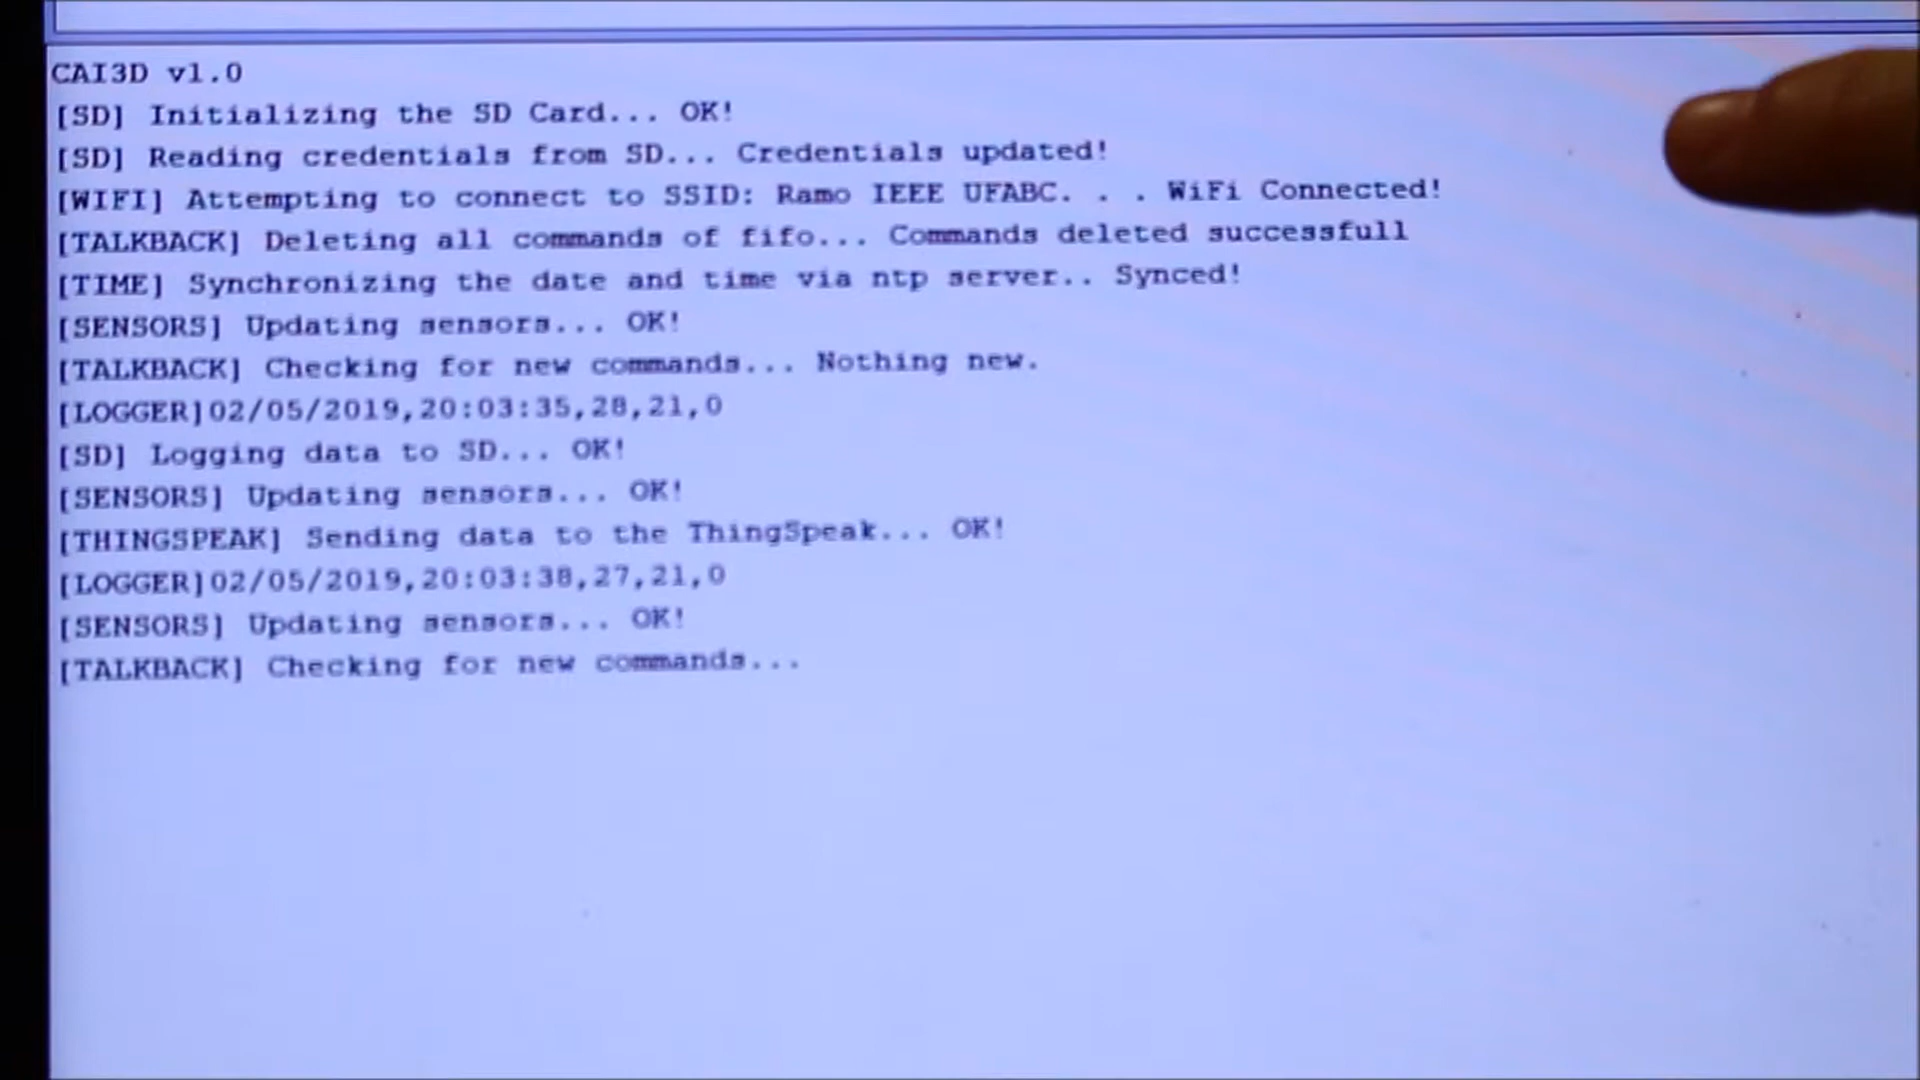 CAI3D v1.0
[SD] Initializing the SD Card... OK!
[SD] Reading credentials from SD... Credentials updated!
[WIFI] Attempting to connect to SSID: Ramo IEEE UFABC. . . WiFi Connected!
[TALKBACK] Deleting all commands of fifo... Commands deleted successfull
[TIME] Synchronizing the date and time via ntp server.. Synced!
[SENSORS] Updating sensors... OK!
[TALKBACK] Checking for new commands... Nothing new.
[LOGGER]02/05/2019,20:03:35,28,21,0
[SD] Logging data to SD... OK!
[SENSORS] Updating sensors... OK!
[THINGSPEAK] Sending data to the ThingSpeak... OK!
[LOGGER]02/05/2019,20:03:38,27,21,0
[SENSORS] Updating sensors... OK!
[TALKBACK] Checking for new commands...